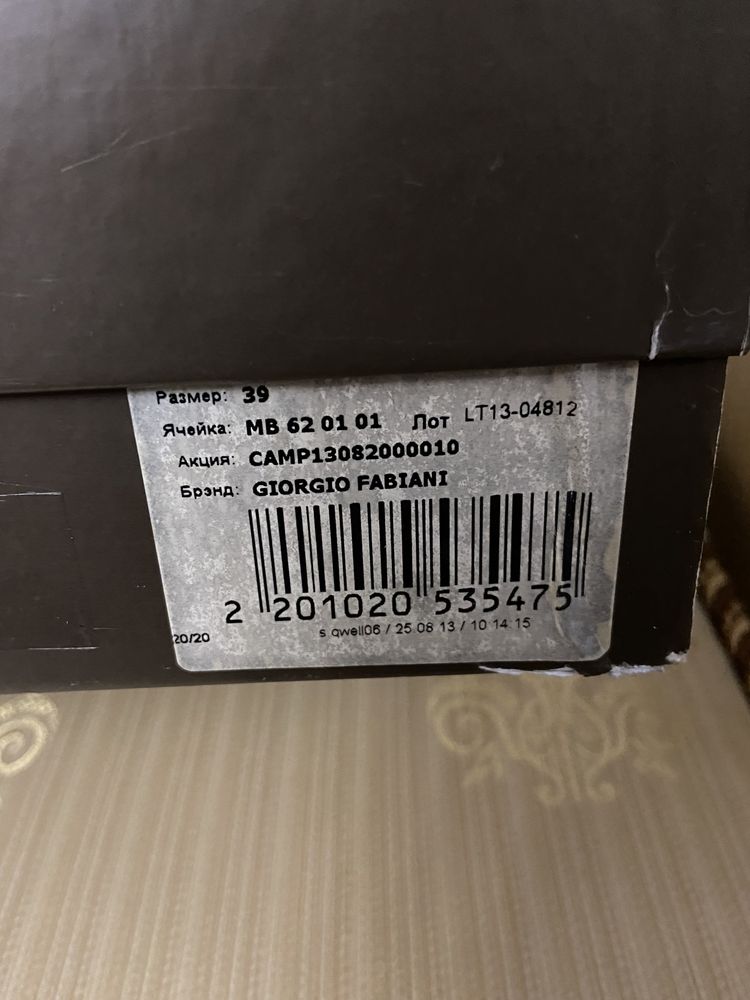 Размер: 39
Ячейка: MB 62 01 01 Лот LT13-04812
Акция: CAMP13082000010
Брэнд: GIORGIO FABIANI
2 201020 535475
20/20
s qwell06 / 25 08 13 / 10 14 15